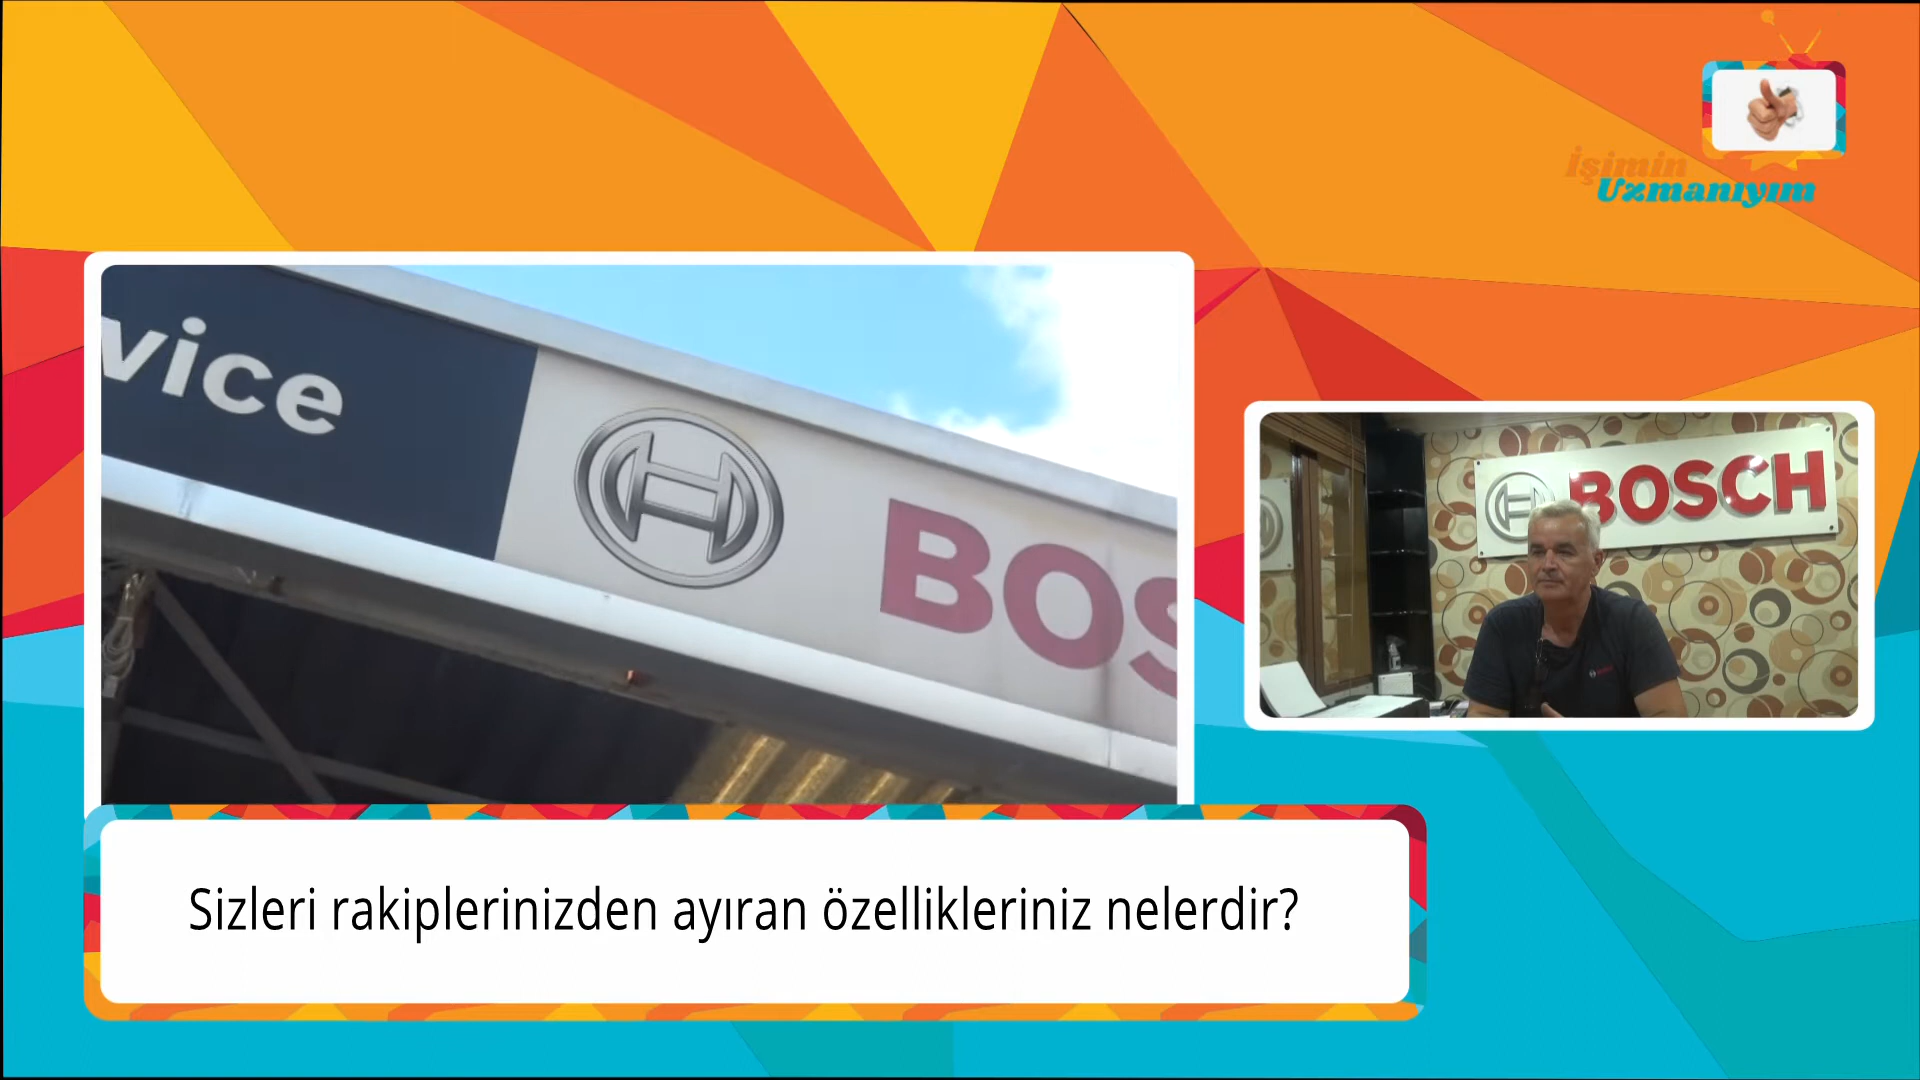 İşimin
Uzmanıyım
vice
BOS
BOSCH
Sizleri rakiplerinizden ayıran özellikleriniz nelerdir?